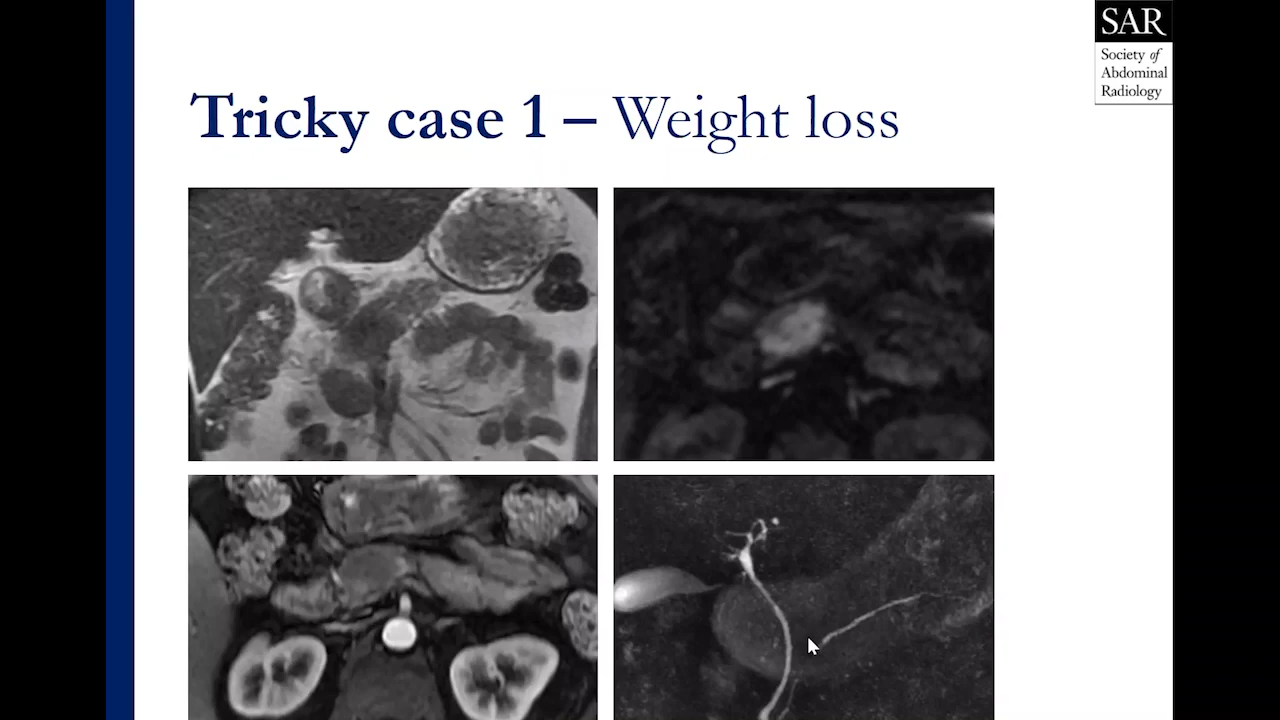 SAR
Society of
Abdominal
Radiology
Tricky case 1 – Weight loss